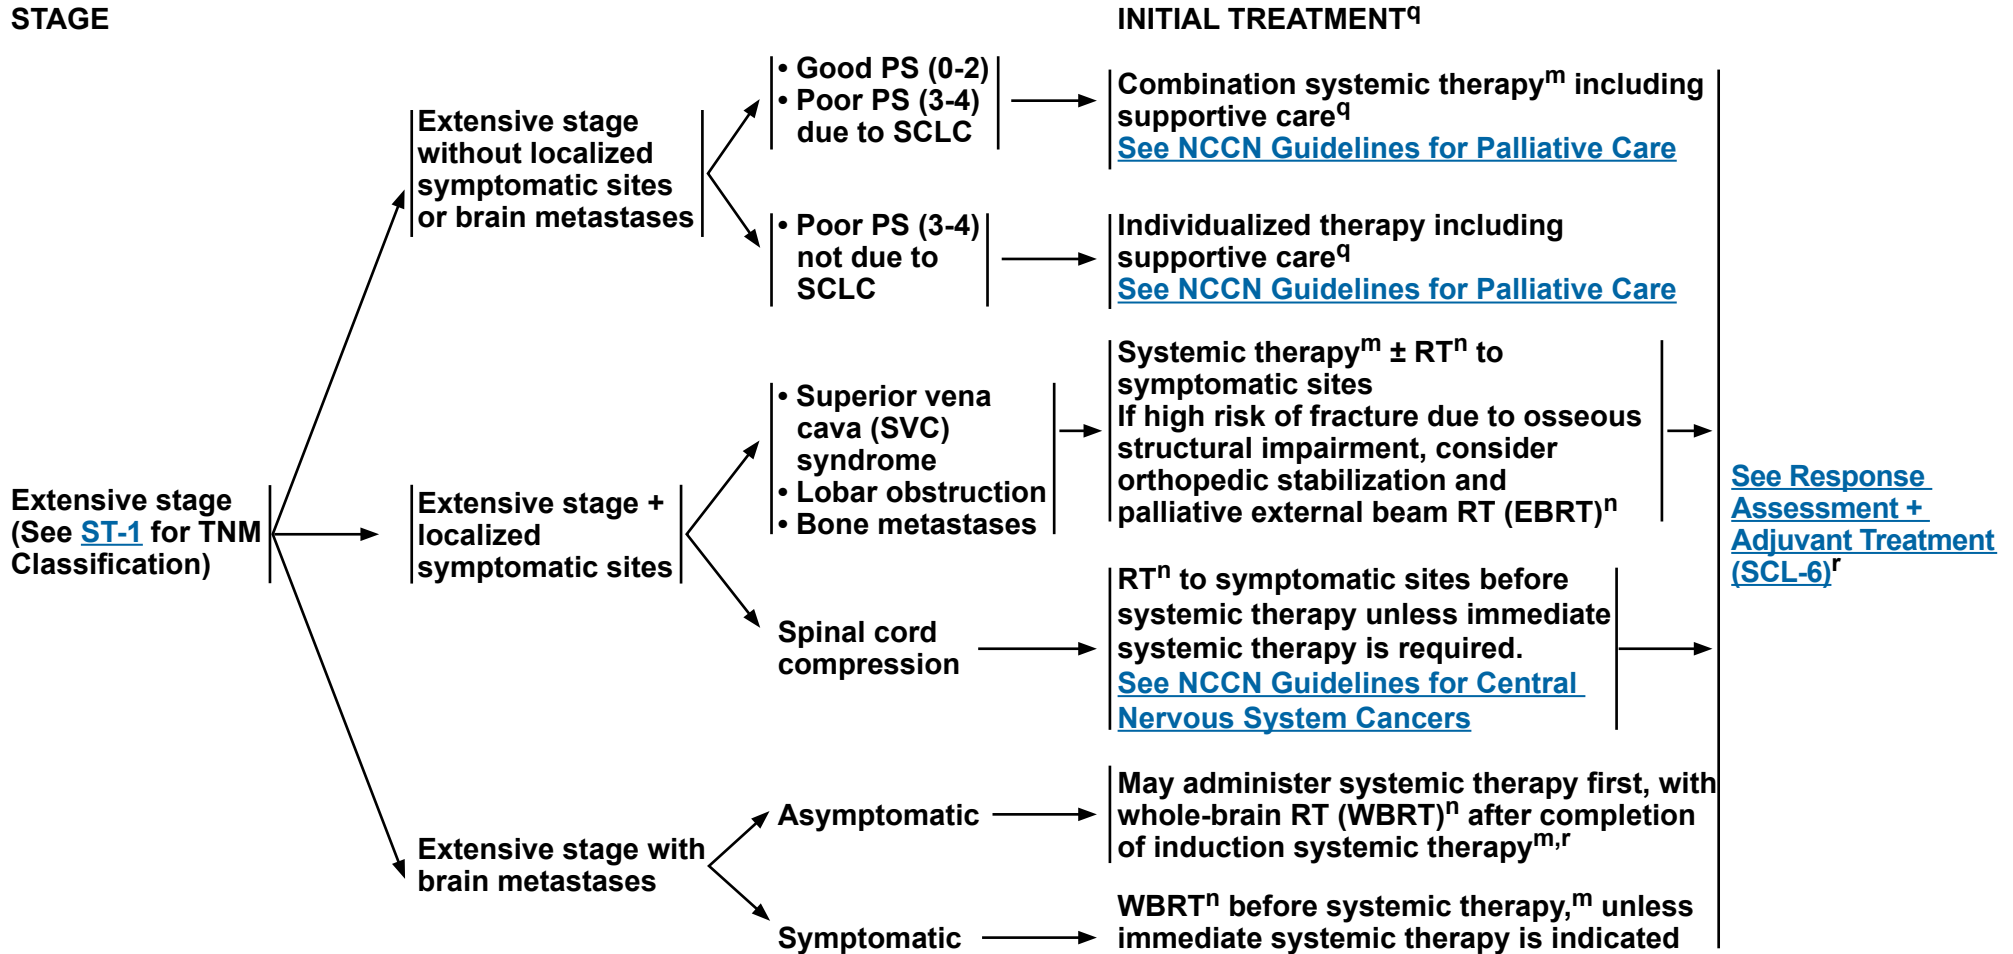 STAGE
INITIAL TREATMENTq
Extensive stage
(See ST-1 for TNM
Classification)
Extensive stage
without localized
symptomatic sites
or brain metastases
• Good PS (0-2)
• Poor PS (3-4)
due to SCLC
Combination systemic therapym including
supportive careq
See NCCN Guidelines for Palliative Care
• Poor PS (3-4)
not due to
SCLC
Individualized therapy including
supportive careq
See NCCN Guidelines for Palliative Care
Extensive stage +
localized
symptomatic sites
• Superior vena
cava (SVC)
syndrome
• Lobar obstruction
• Bone metastases
Systemic therapym ± RTn to
symptomatic sites
If high risk of fracture due to osseous
structural impairment, consider
orthopedic stabilization and
palliative external beam RT (EBRT)n
Spinal cord
compression
RTn to symptomatic sites before
systemic therapy unless immediate
systemic therapy is required.
See NCCN Guidelines for Central
Nervous System Cancers
Extensive stage with
brain metastases
Asymptomatic
May administer systemic therapy first, with
whole-brain RT (WBRT)n after completion
of induction systemic therapym,r
Symptomatic
WBRTn before systemic therapy,m unless
immediate systemic therapy is indicated
See Response
Assessment +
Adjuvant Treatment
(SCL-6)r